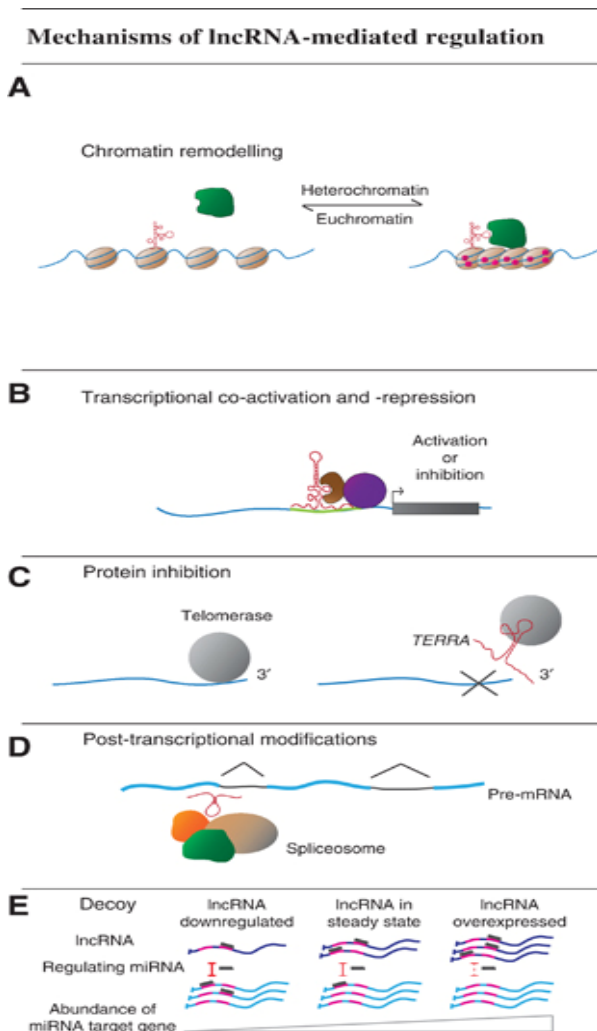 Mechanisms of lncRNA-mediated regulation
A
Chromatin remodelling
Heterochromatin
Euchromatin
B
Transcriptional co-activation and -repression
Activation
or
inhibition
C
Protein inhibition
Telomerase
3′
TERRA
3′
D
Post-transcriptional modifications
Pre-mRNA
Spliceosome
E
Decoy
lncRNA
downregulated
lncRNA in
steady state
lncRNA
overexpressed
lncRNA
Regulating miRNA
Abundance of
miRNA target gene